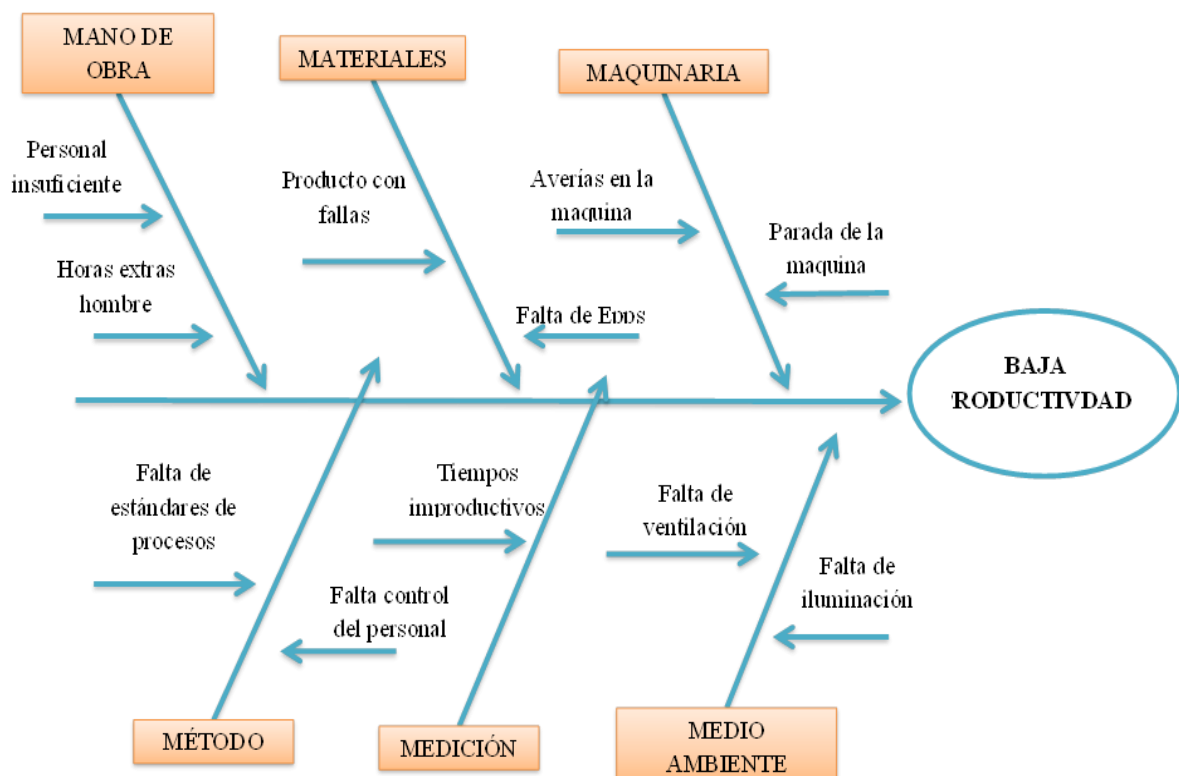 MANO DE
OBRA
MATERIALES
MAQUINARIA
Personal
insuficiente
Horas extras
hombre
Producto con
fallas
Falta de Epps
Averías en la
maquina
Parada de la
maquina
BAJA
PRODUCTIVDAD
Falta de
estándares de
procesos
Falta control
del personal
Tiempos
improductivos
Falta de
ventilación
Falta de
iluminación
MÉTODO
MEDICIÓN
MEDIO
AMBIENTE